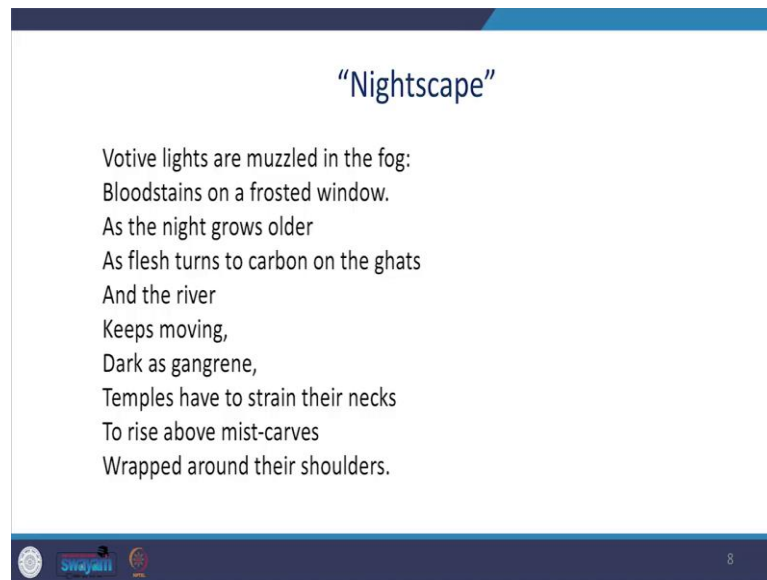 “Nightscape”
Votive lights are muzzled in the fog:
Bloodstains on a frosted window.
As the night grows older
As flesh turns to carbon on the ghats
And the river
Keeps moving,
Dark as gangrene,
Temples have to strain their necks
To rise above mist-carves
Wrapped around their shoulders.
swayam
8